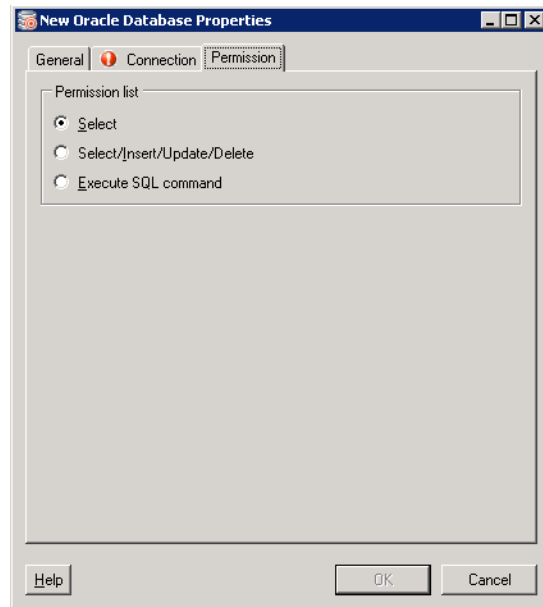 New Oracle Database Properties
General Connection Permission
Permission list
Select
Select/Insert/Update/Delete
Execute SQL command
Help OK Cancel